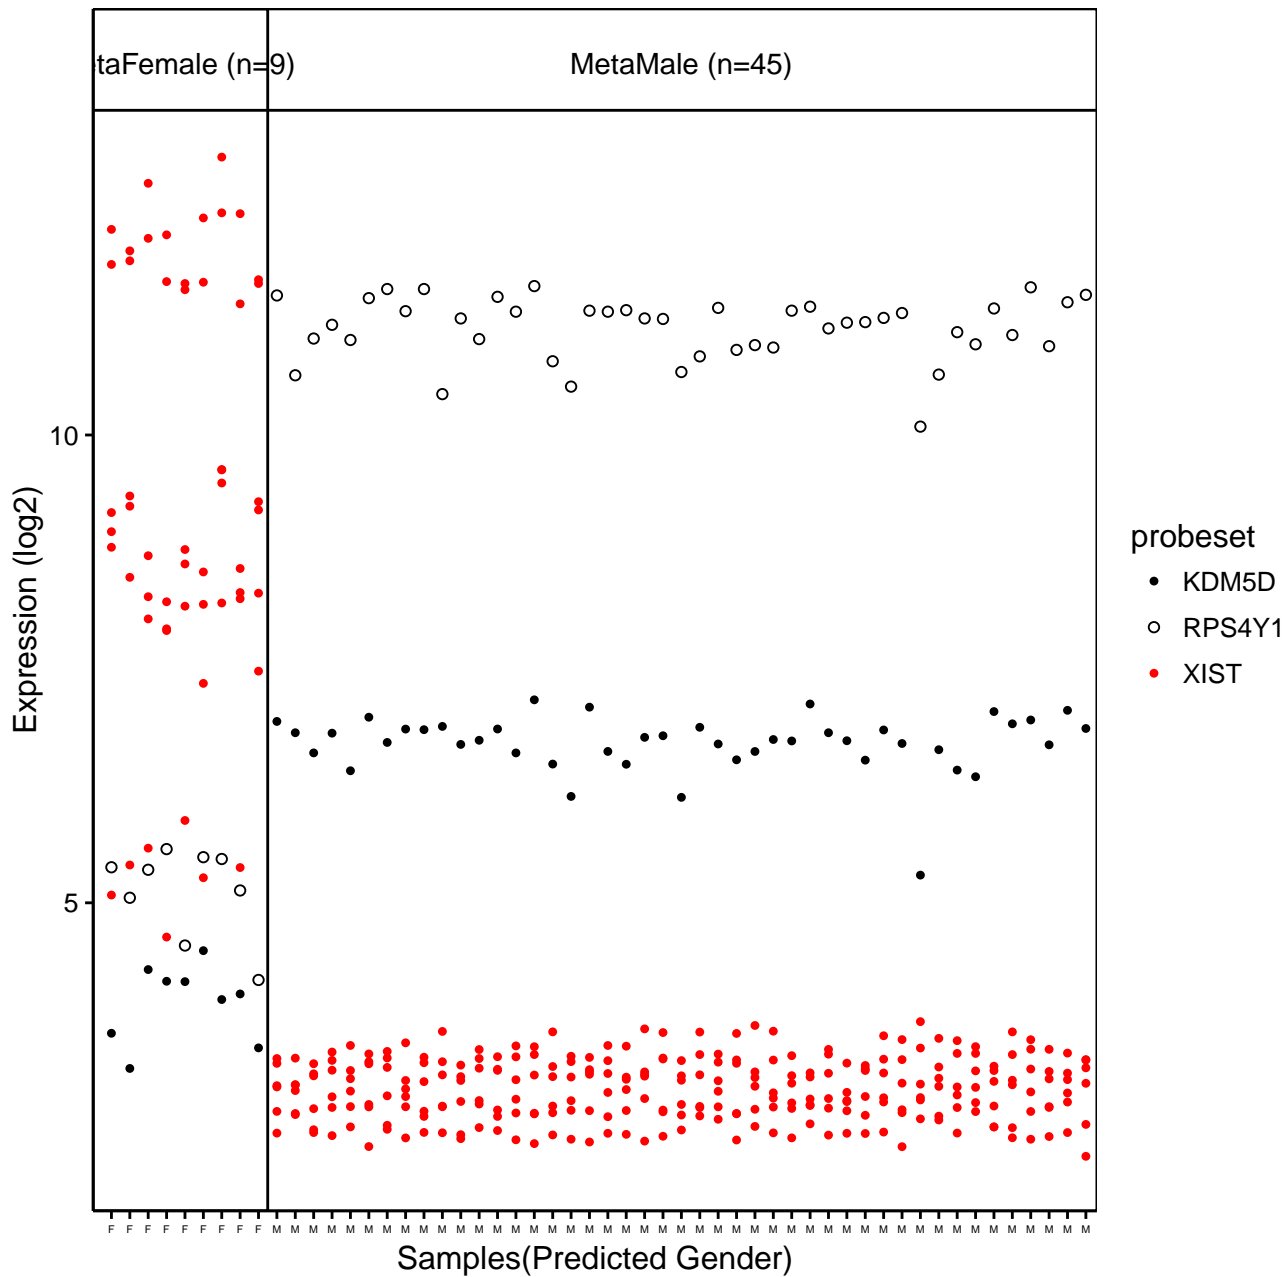 taFemale (n=9)
MetaMale (n=45)
10
5
Expression (log2)
probeset
KDM5D
RPS4Y1
XIST
F F F F F F F F F M M M M M M M M M M M M M M M M M M M M M M M M M M M M M M M M M M M M M M M M M M M M M
Samples(Predicted Gender)